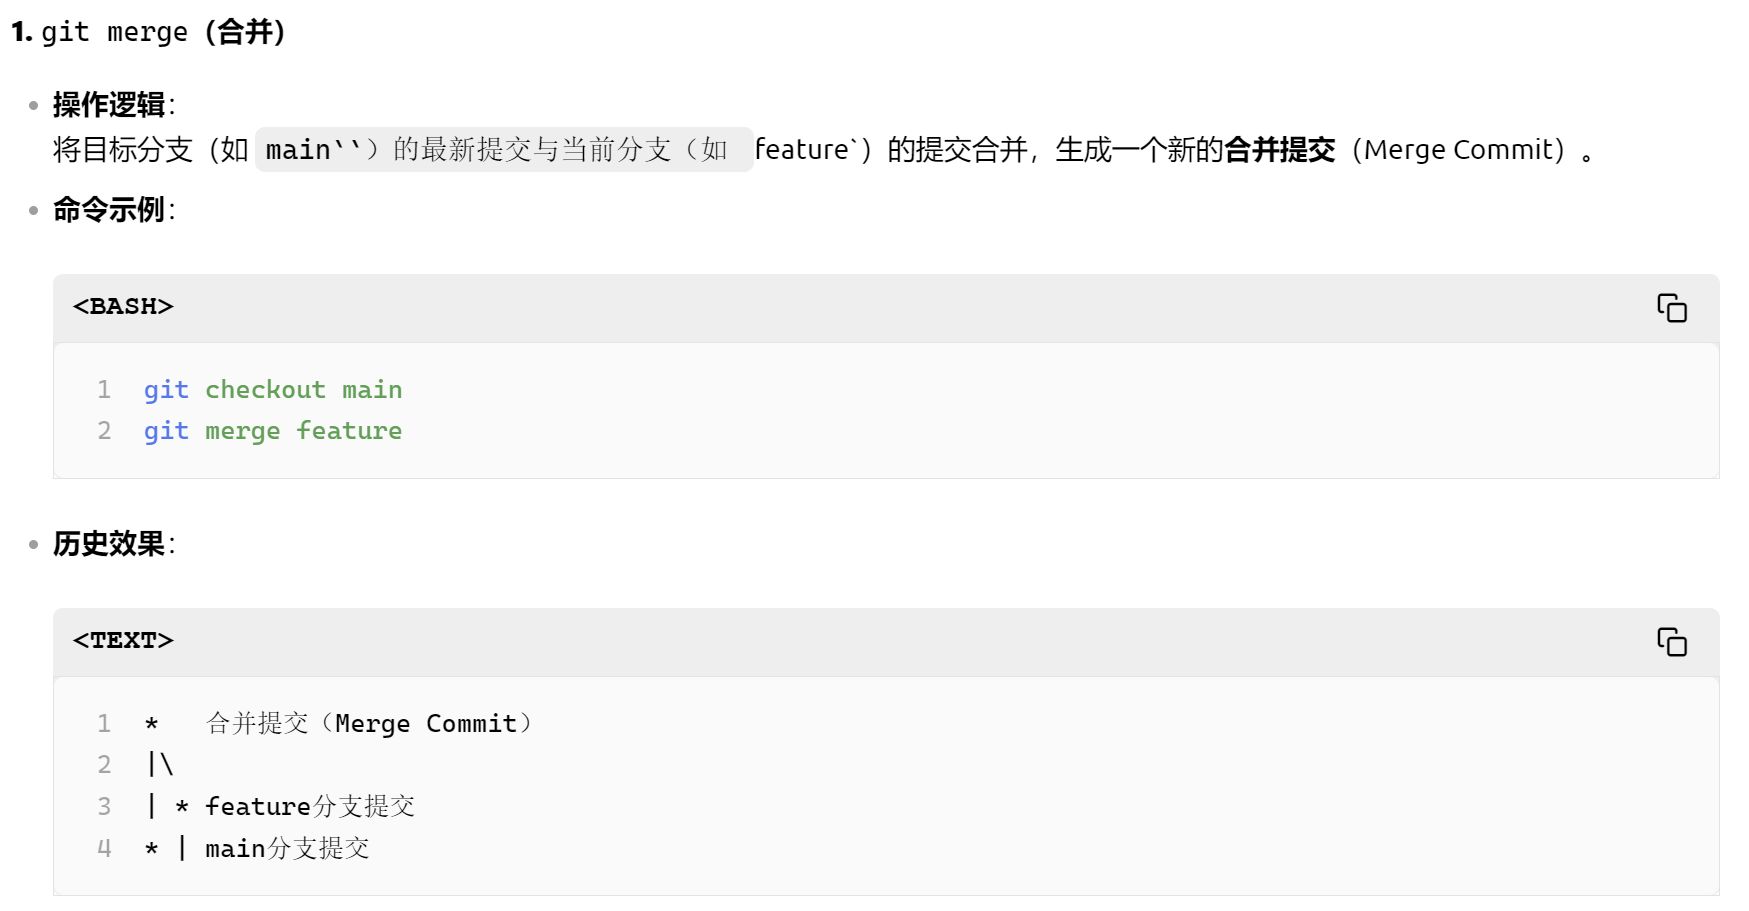 1. git merge（合并）
操作逻辑：
将目标分支（如 main``）的最新提交与当前分支（如 feature`）的提交合并，生成一个新的合并提交（Merge Commit）。
命令示例：
<BASH>
1 git checkout main
2 git merge feature
历史效果：
<TEXT>
1 *   合并提交（Merge Commit）
2 |\
3 | * feature分支提交
4 * | main分支提交